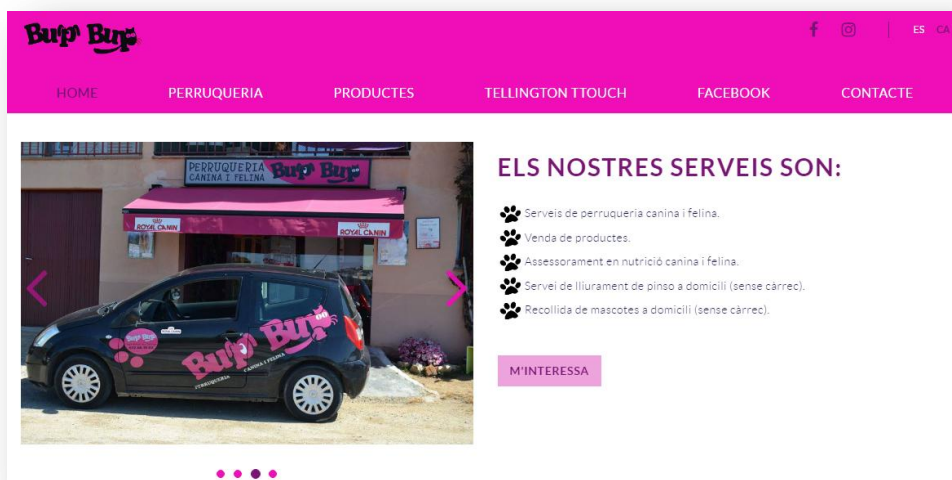 Bup Bup
ES CA
HOME PERRUQUERIA PRODUCTES TELLINGTON TTOUCH FACEBOOK CONTACTE
PERRUQUERIA
CANINA I FELINA
Bup Bup
ROYAL CANIN
ROYAL CANIN
Bup Bup
PERRUQUERIA CANINA I FELINA
ELS NOSTRES SERVEIS SON:
Serveis de perruqueria canina i felina.
Venda de productes.
Assessorament en nutrició canina i felina.
Servei de lliurament de pinso a domicili (sense càrrec).
Recollida de mascotes a domicili (sense càrrec).
M'INTERESSA